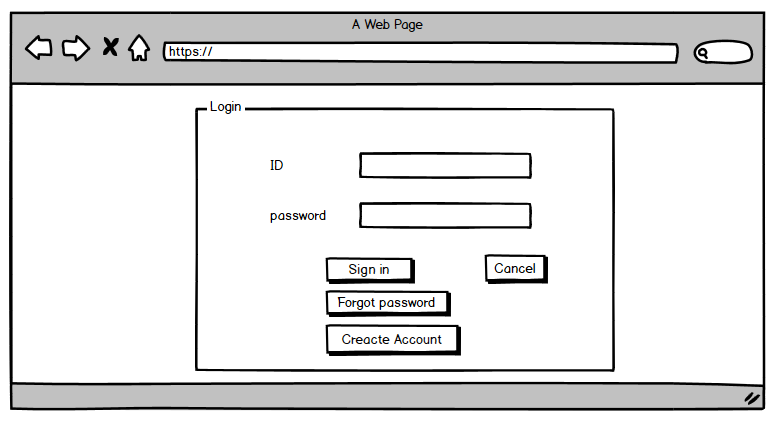 A Web Page
https://
Login
ID
password
Sign in
Cancel
Forgot password
Creacte Account